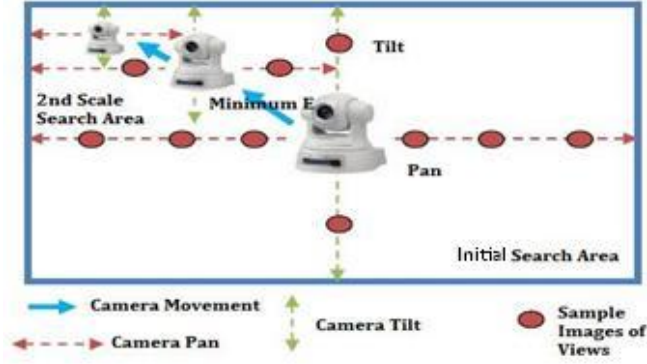 Tilt
2nd Scale
Search Area
Minimum E
Pan
Initial Search Area
Camera Movement
Camera Pan
Camera Tilt
Sample
Images of
Views